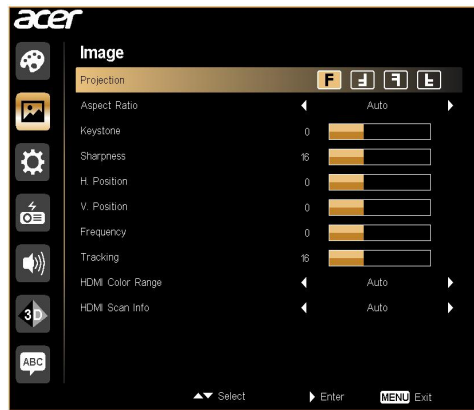 acer
Image
Projection F F F F
Aspect Ratio Auto
Keystone 0
Sharpness 16
H. Position 0
V. Position 0
Frequency 0
Tracking 16
HDMI Color Range Auto
HDMI Scan Info Auto
3D
ABC
Select Enter MENU Exit